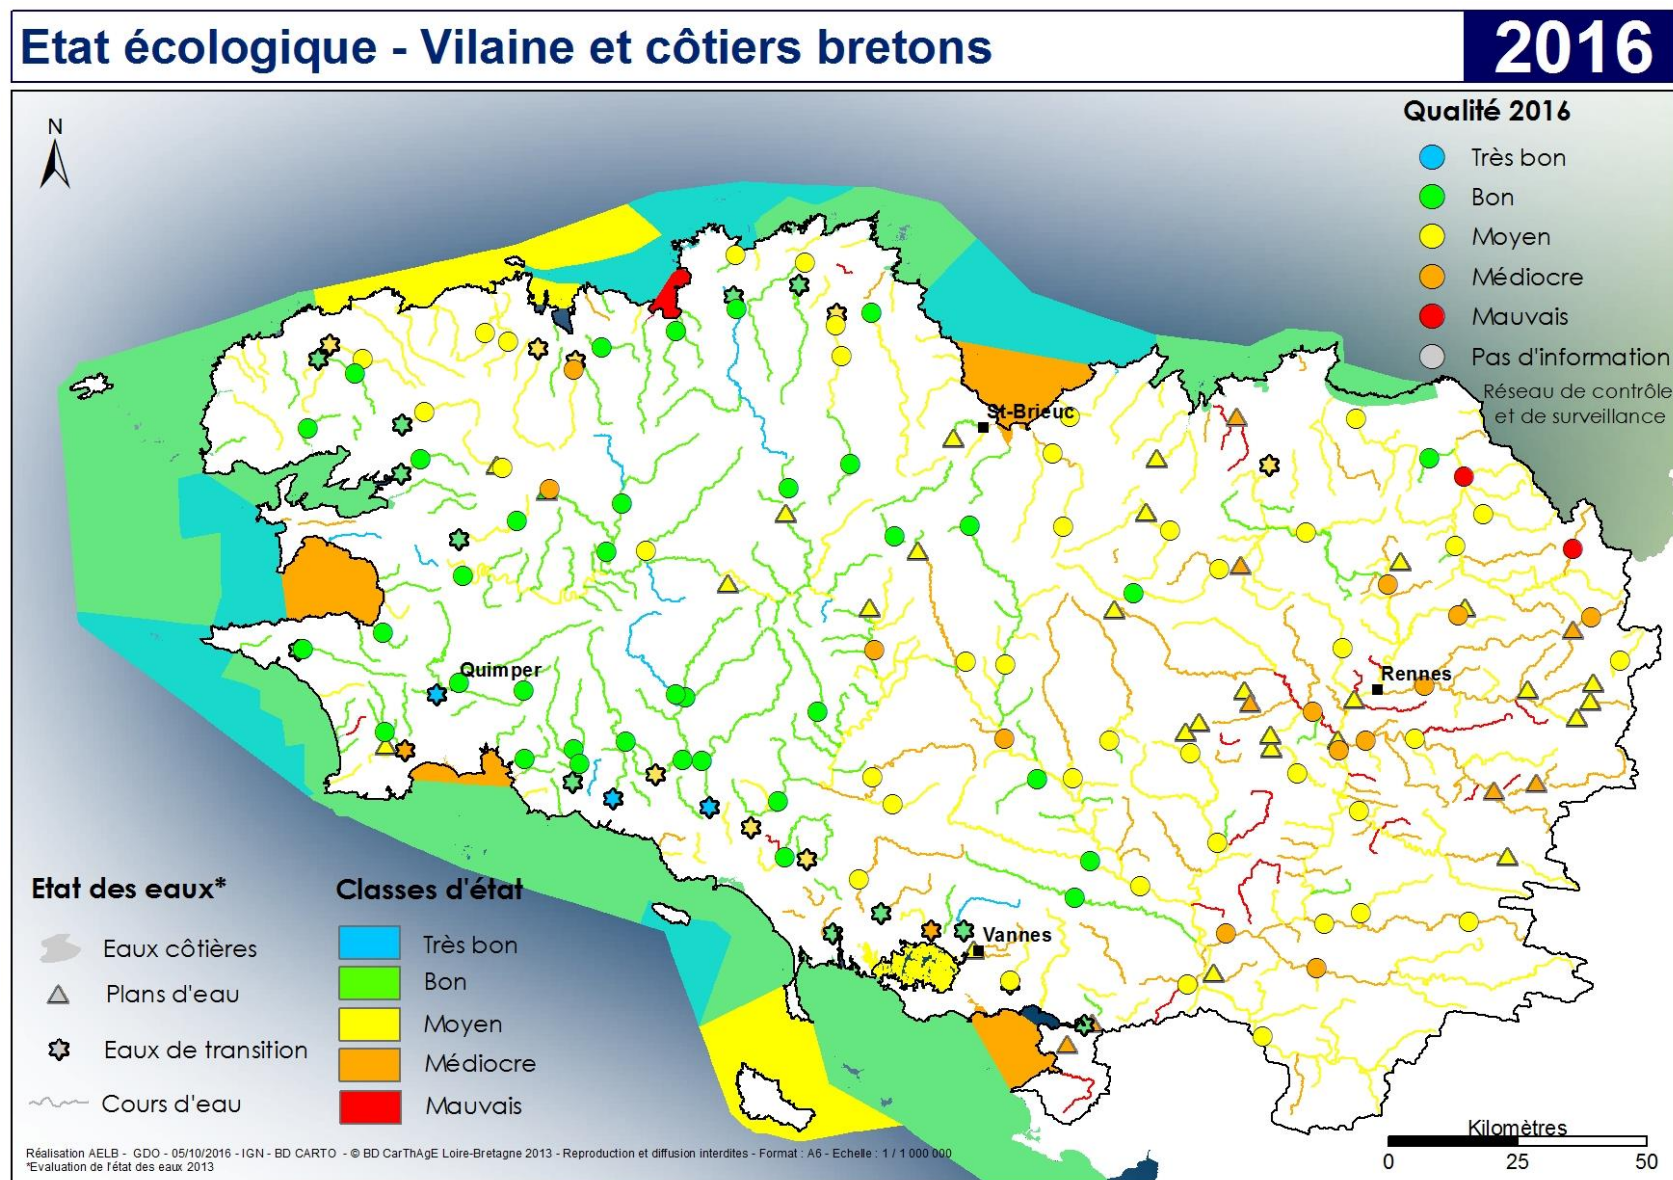 Etat écologique - Vilaine et côtiers bretons
2016
N
Qualité 2016
Très bon
Bon
Moyen
Médiocre
Mauvais
Pas d'information
Réseau de contrôle
et de surveillance
St-Brieuc
Quimper
Rennes
Vannes
Etat des eaux*
Eaux côtières
Plans d'eau
Eaux de transition
Cours d'eau
Classes d'état
Très bon
Bon
Moyen
Médiocre
Mauvais
Kilomètres
0 25 50
Réalisation AELB - GDO - 05/10/2016 - IGN - BD CARTO - © BD CarThAgE Loire-Bretagne 2013 - Reproduction et diffusion interdites - Format : A6 - Echelle : 1 / 1 000 000
*Evaluation de l'état des eaux 2013